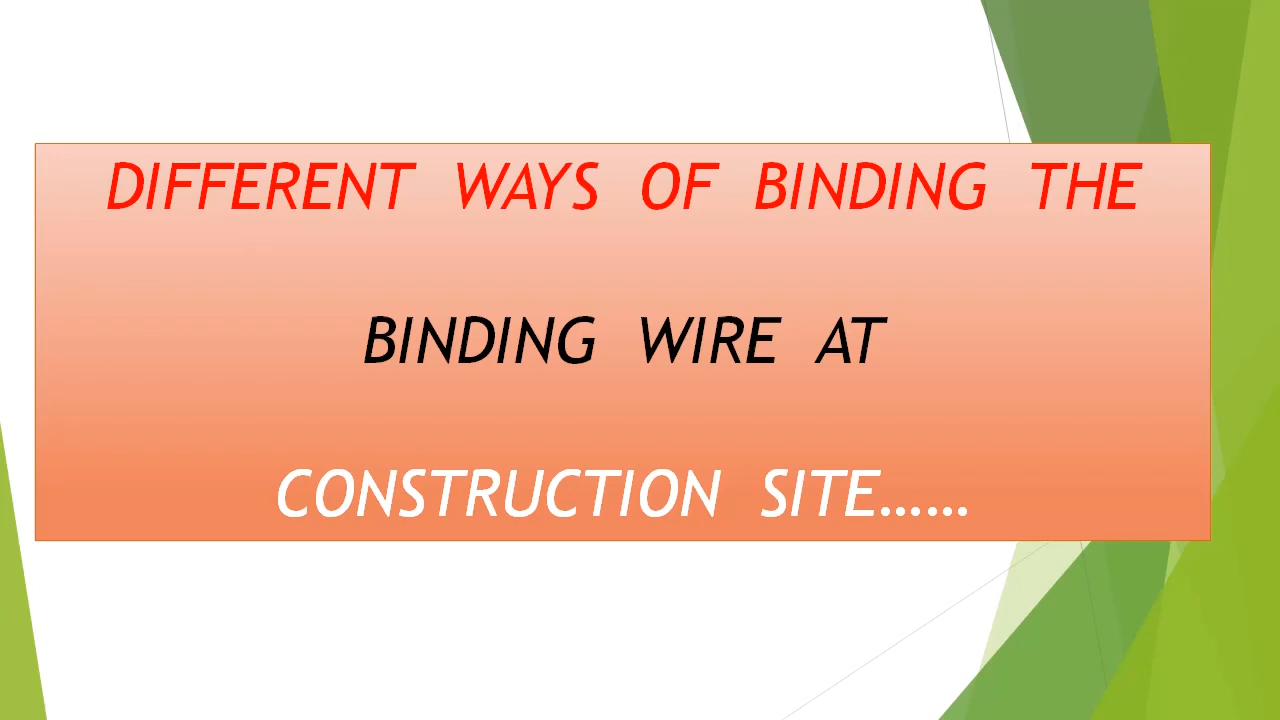 DIFFERENT WAYS OF BINDING THE
BINDING WIRE AT
CONSTRUCTION SITE......